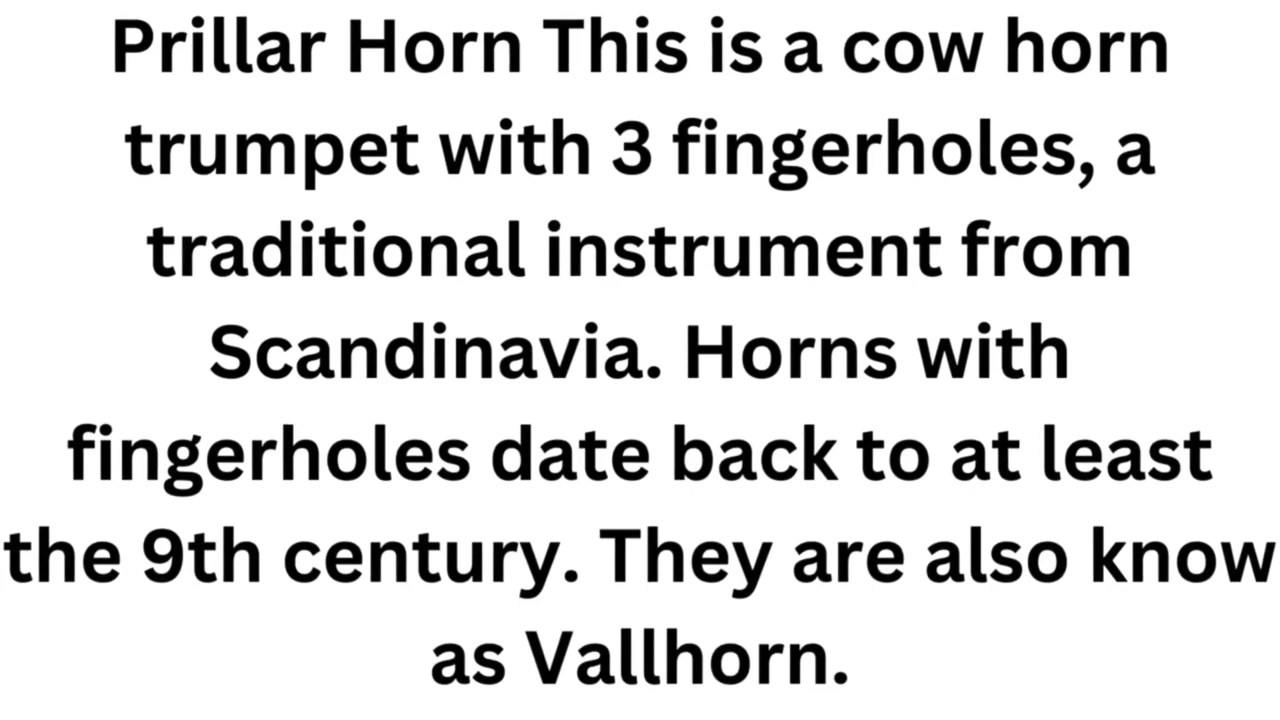 Prillar Horn This is a cow horn
trumpet with 3 fingerholes, a
traditional instrument from
Scandinavia. Horns with
fingerholes date back to at least
the 9th century. They are also know
as Vallhorn.